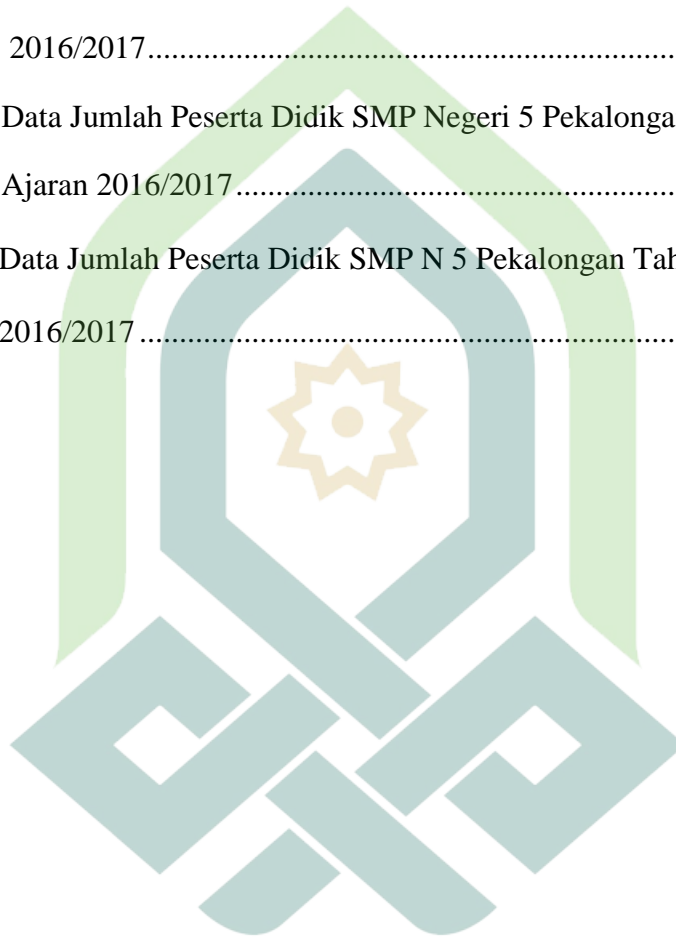 2016/2017....................................................................
Data Jumlah Peserta Didik SMP Negeri 5 Pekalonga
Ajaran 2016/2017.......................................................
Data Jumlah Peserta Didik SMP N 5 Pekalongan Tah
2016/2017 ...................................................................